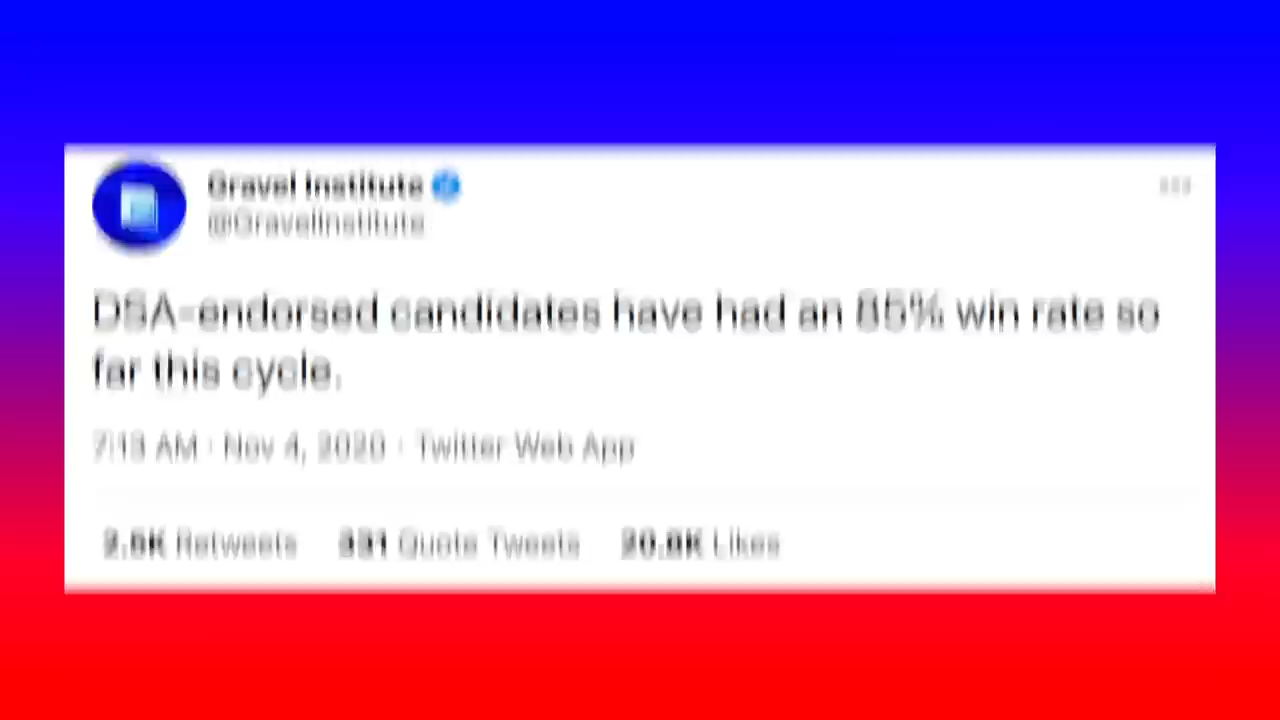 Gravel Institute
@GravelInstitute
DSA-endorsed candidates have had an 85% win rate so
far this cycle.
7:13 AM · Nov 4, 2020 · Twitter Web App
Retweets Quote Tweets Likes